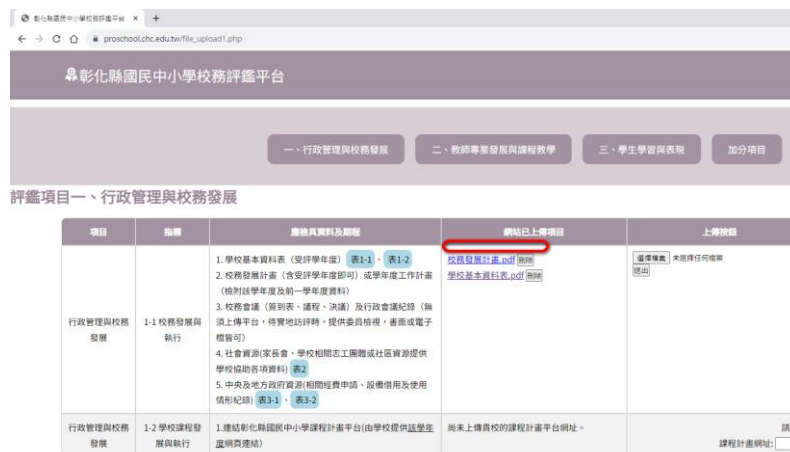 彰化縣國民中小學校務評鑑平台
proschool.chc.edu.tw/file_upload1.php
彰化縣國民中小學校務評鑑平台
一、行政管理與校務發展
二、教師專業發展與課程教學
三、學生學習與表現
加分項目
評鑑項目一、行政管理與校務發展
項目
指標
應檢具資料及期程
網站已上傳項目
上傳按鈕
行政管理與校務
發展
1-1 校務發展與
執行
1. 學校基本資料表（受評學年度） 表1-1 、 表1-2
2. 校務發展計畫（含受評學年度即可）或學年度工作計畫
（檢附該學年度及前一學年度資料）
3. 校務會議（簽到表、議程、決議）及行政會議紀錄（無
須上傳平台，待實地訪評時，提供委員檢視，書面或電子
檔皆可）
4. 社會資源(家長會、學校相關志工團體或社區資源提供
學校協助各項資料) 表2
5. 中央及地方政府資源(相關經費申請、設備借用及使用
情形紀錄) 表3-1 、 表3-2
校務發展計畫.pdf 刪除
學校基本資料表.pdf 刪除
選擇檔案 未選擇任何檔案
送出
行政管理與校務
發展
1-2 學校課程發
展與執行
1.連結彰化縣國民中小學課程計畫平台(由學校提供該學年
度網頁連結)
尚未上傳貴校的課程計畫平台網址。
請
課程計畫網址: